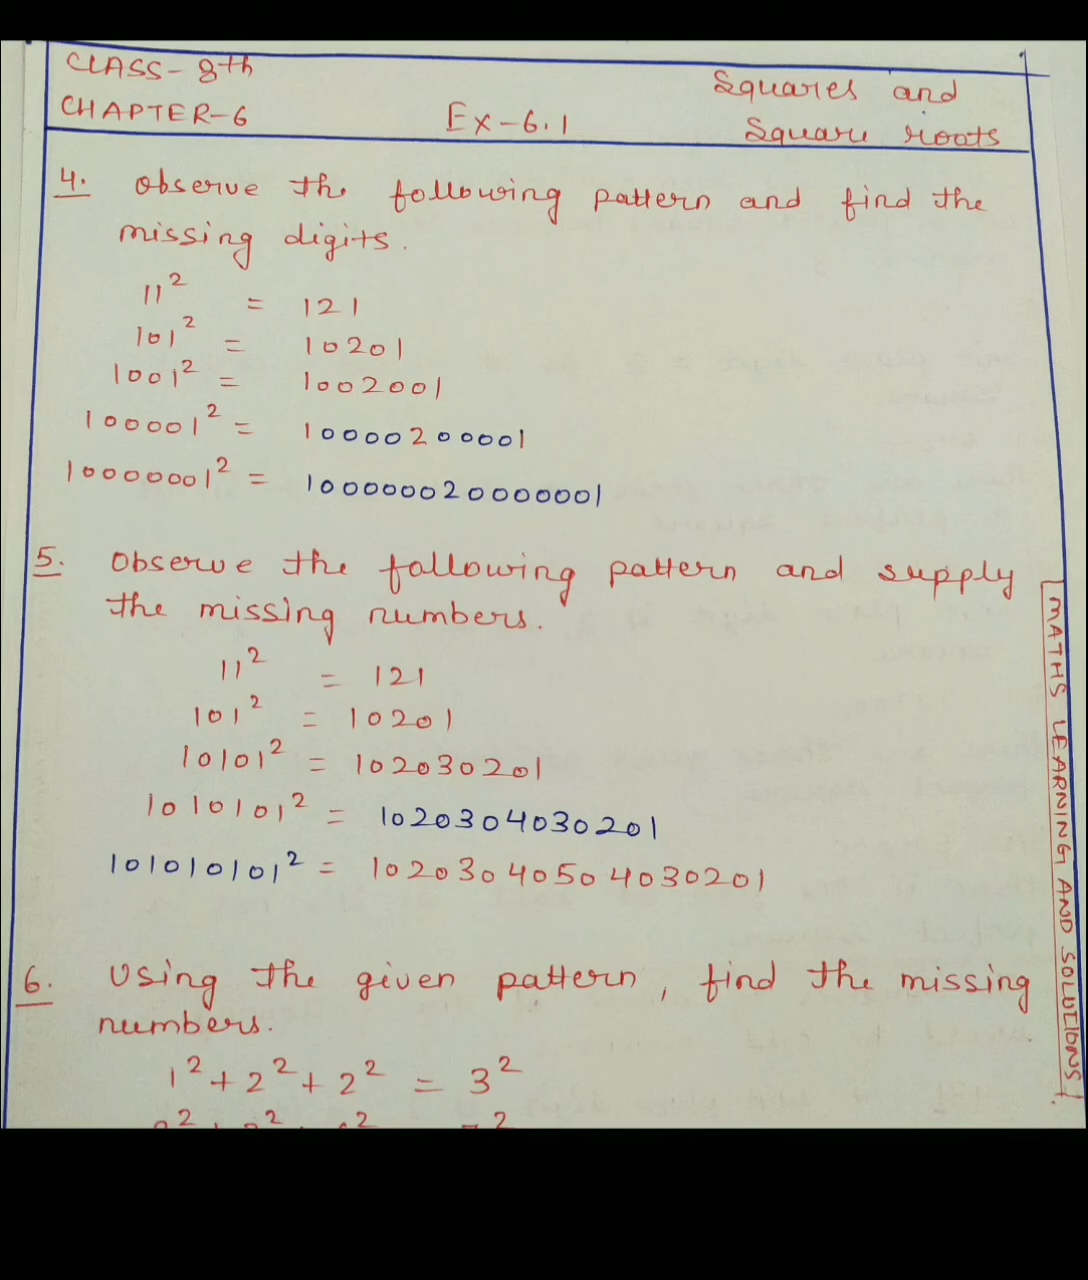 CLASS-8th
CHAPTER-6
Ex-6.1
Squares and
Square roots
4. Observe the following pattern and find the
missing digits.
11² = 121
101² = 10201
1001² = 1002001
100001² = 10000200001
10000001² = 100000020000001
5. Observe the following pattern and supply
the missing numbers.
11² = 121
101² = 10201
10101² = 102030201
1010101² = 1020304030201
101010101² = 10203040504030201
6. Using the given pattern, find the missing
numbers.
1² + 2² + 2² = 3²
MATHS LEARNING AND SOLUTIONS!.